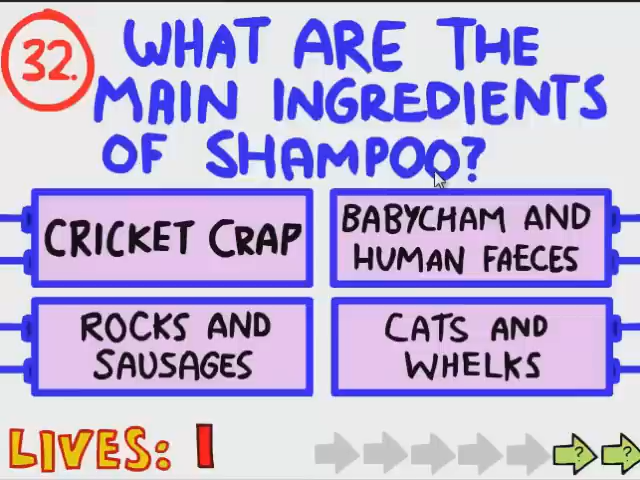 32.
WHAT ARE THE
MAIN INGREDIENTS
OF SHAMPOO?
CRICKET CRAP
BABYCHAM AND
HUMAN FAECES
ROCKS AND
SAUSAGES
CATS AND
WHELKS
LIVES: 1
? ?